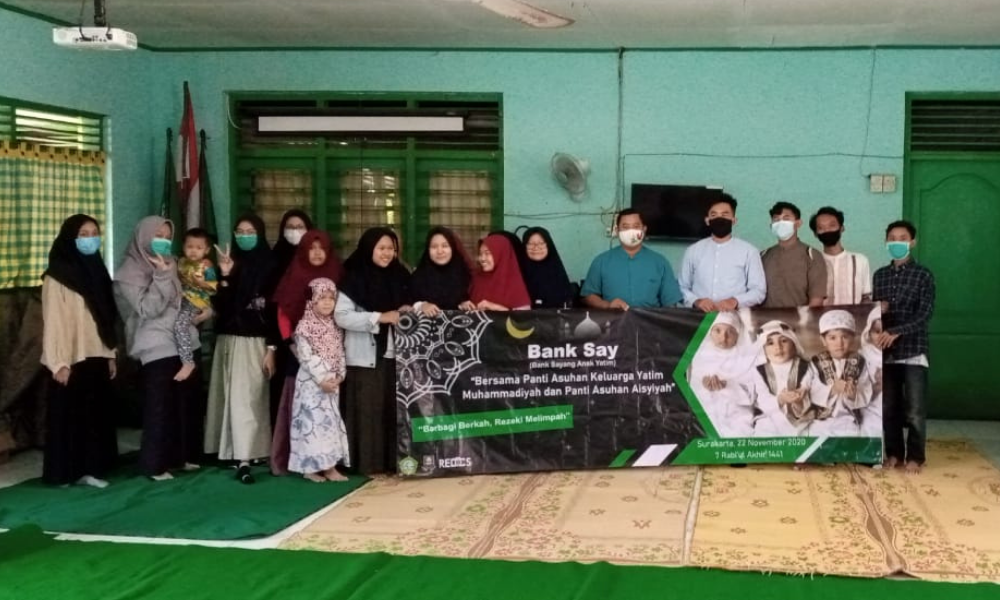 Bank Say
(Bank Sayang Anak Yatim)
"Bersama Panti Asuhan Keluarga Yatim
Muhammadiyah dan Panti Asuhan Aisyiyah"
"Berbagi Berkah, Rezeki Melimpah"
Surakarta, 22 November 2020
7 Rabi'ul Akhir 1441